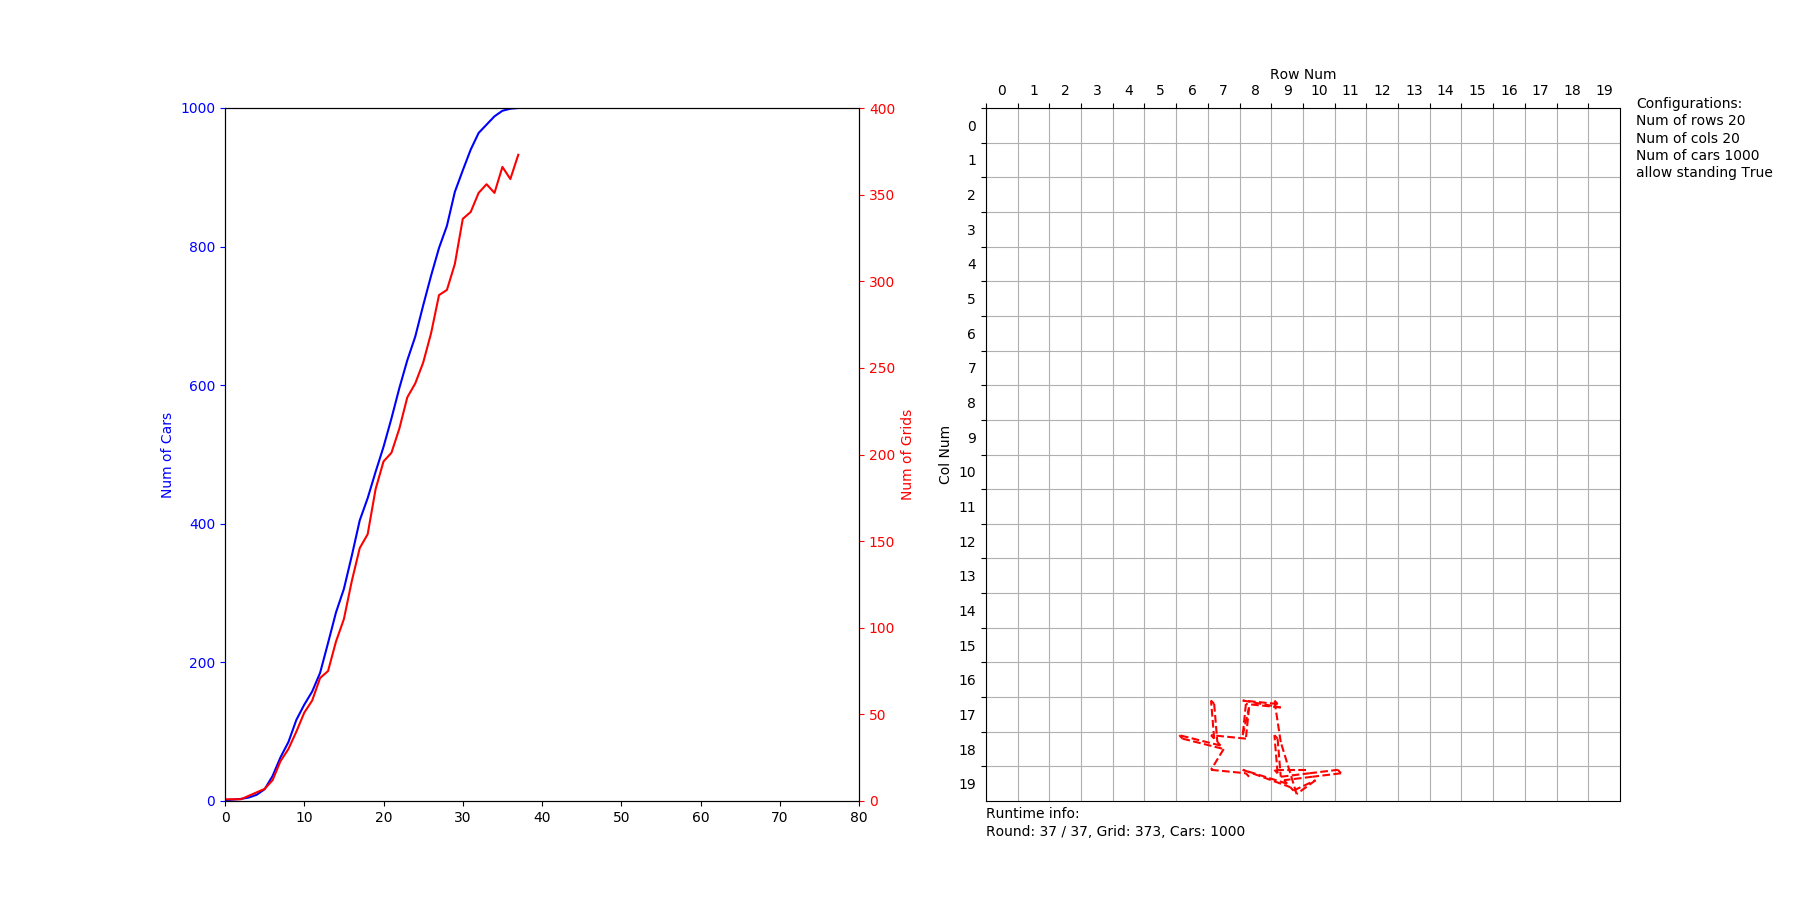 Row Num
0 1 2 3 4 5 6 7 8 9 10 11 12 13 14 15 16 17 18 19
Configurations:
Num of rows 20
Num of cols 20
Num of cars 1000
allow standing True
1000
800
600
400
200
0
Num of Cars
0 10 20 30 40 50 60 70 80
400
350
300
250
200
150
100
50
0
Num of Grids
Col Num
0
1
2
3
4
5
6
7
8
9
10
11
12
13
14
15
16
17
18
19
Runtime info:
Round: 37 / 37, Grid: 373, Cars: 1000